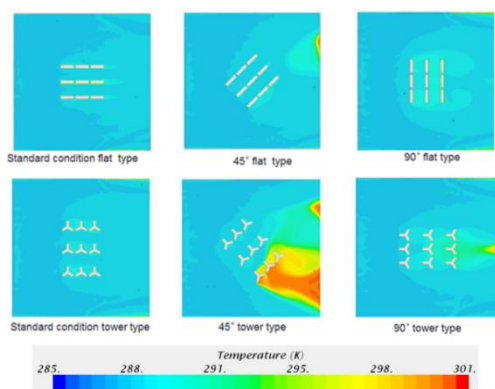 Standard condition flat type
45° flat type
90° flat type
Standard condition tower type
45° tower type
90° tower type
Temperature (K)
285. 288. 291. 295. 298. 301.